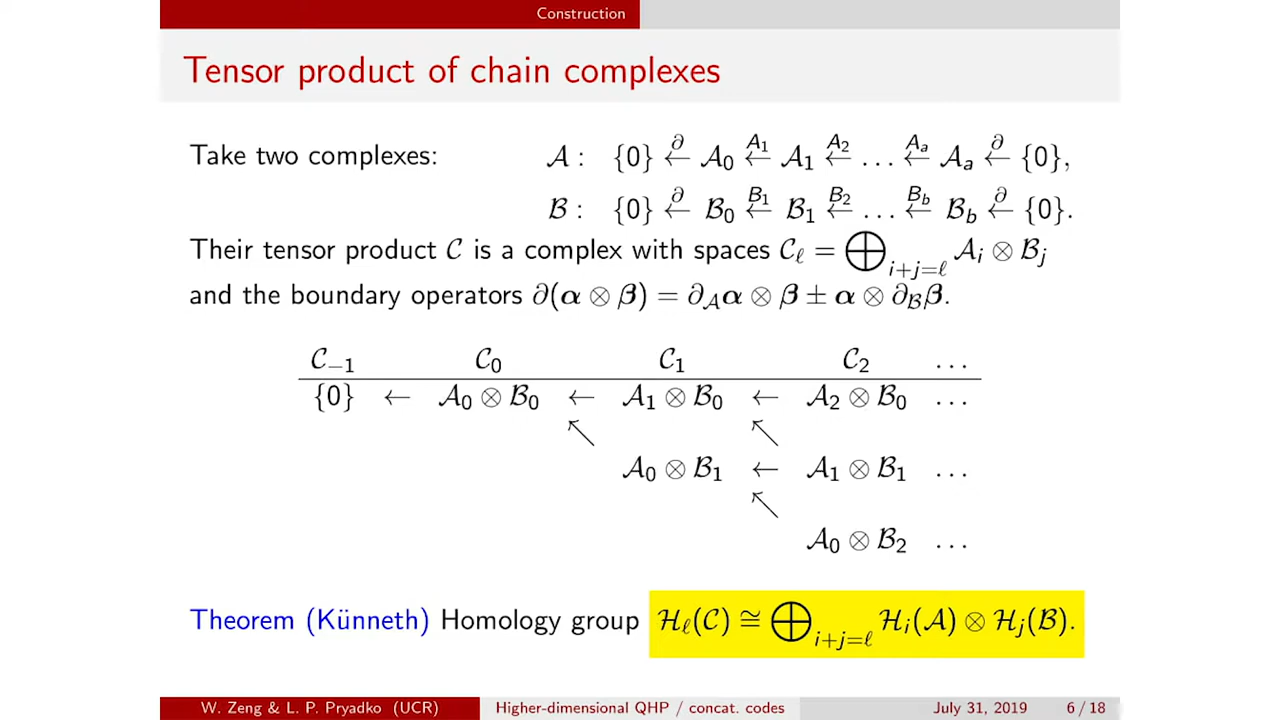 Construction
Tensor product of chain complexes
Take two complexes: 𝒜 : {0} ←∂ 𝒜₀ ←A₁ 𝒜₁ ←A₂ … ←Aₐ 𝒜ₐ ←∂ {0},
ℬ : {0} ←∂ ℬ₀ ←B₁ ℬ₁ ←B₂ … ←B_b ℬ_b ←∂ {0}.
Their tensor product 𝒞 is a complex with spaces 𝒞_ℓ = ⨁_{i+j=ℓ} 𝒜ᵢ ⊗ ℬⱼ
and the boundary operators ∂(α ⊗ β) = ∂_𝒜α ⊗ β ± α ⊗ ∂_ℬβ.
𝒞₋₁ 𝒞₀ 𝒞₁ 𝒞₂ …
{0} ← 𝒜₀ ⊗ ℬ₀ ← 𝒜₁ ⊗ ℬ₀ ← 𝒜₂ ⊗ ℬ₀ …
↖ ↖
𝒜₀ ⊗ ℬ₁ ← 𝒜₁ ⊗ ℬ₁ …
↖
𝒜₀ ⊗ ℬ₂ …
Theorem (Künneth) Homology group ℋ_ℓ(𝒞) ≅ ⨁_{i+j=ℓ} ℋᵢ(𝒜) ⊗ ℋⱼ(ℬ).
W. Zeng & L. P. Pryadko (UCR) Higher-dimensional QHP / concat. codes July 31, 2019 6 / 18